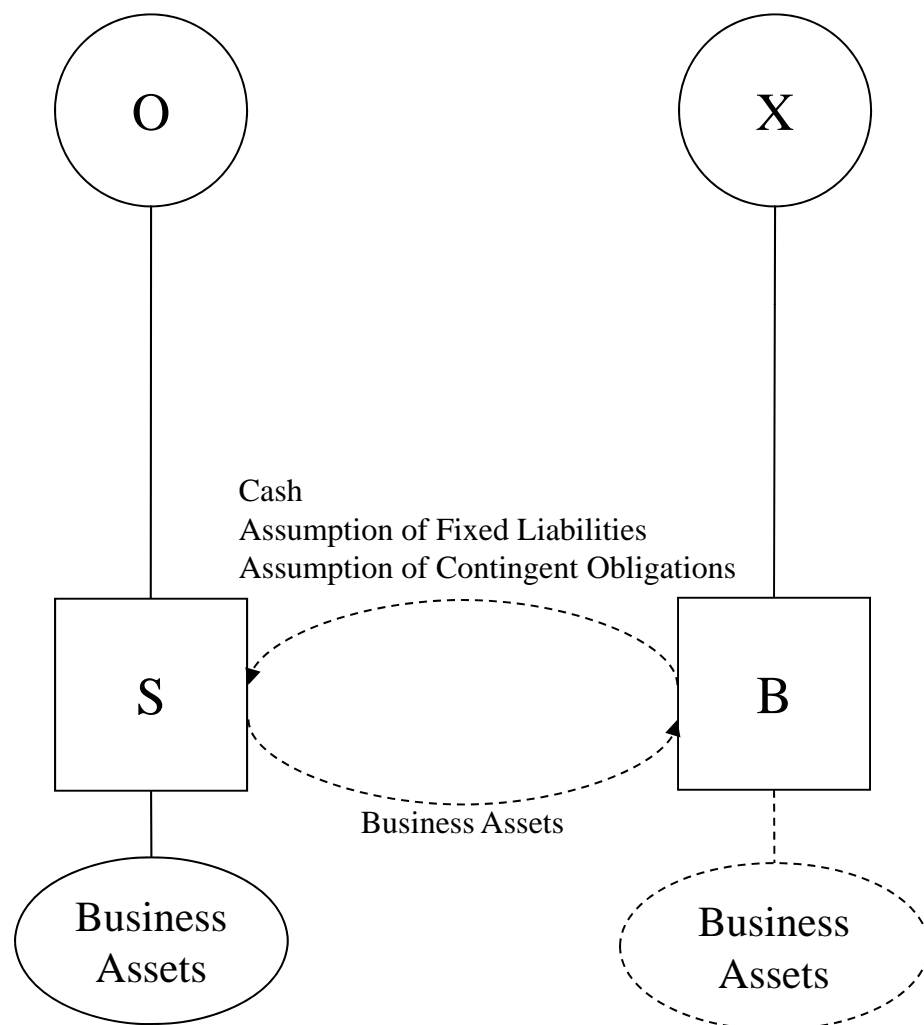 O
X
Cash
Assumption of Fixed Liabilities
Assumption of Contingent Obligations
S
B
Business Assets
Business
Assets
Business
Assets